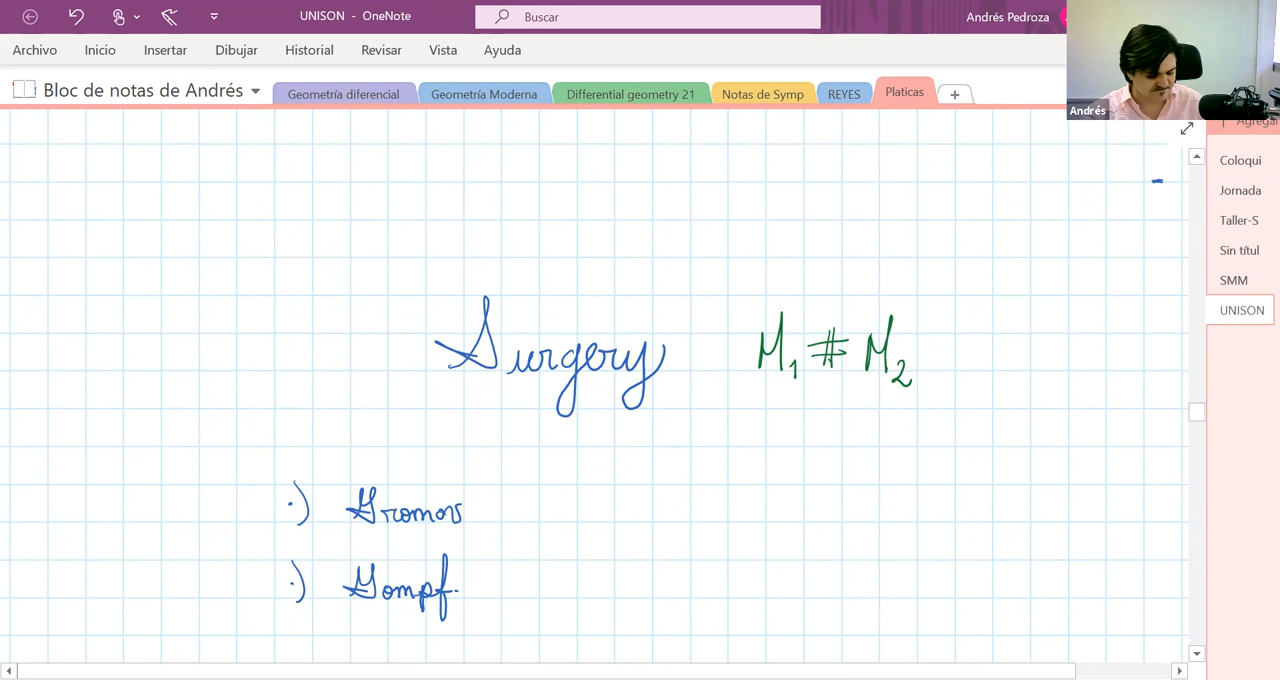 UNISON - OneNote
Buscar
Andrés Pedroza
Archivo Inicio Insertar Dibujar Historial Revisar Vista Ayuda
Bloc de notas de Andrés
Geometría diferencial Geometría Moderna Differential geometry 21 Notas de Symp REYES Platicas +
Andrés
Agregar
Coloqui
Jornada
Taller-S
Sin títul
SMM
UNISON
Surgery M1 # M2
·) Gromov
·) Gompf.